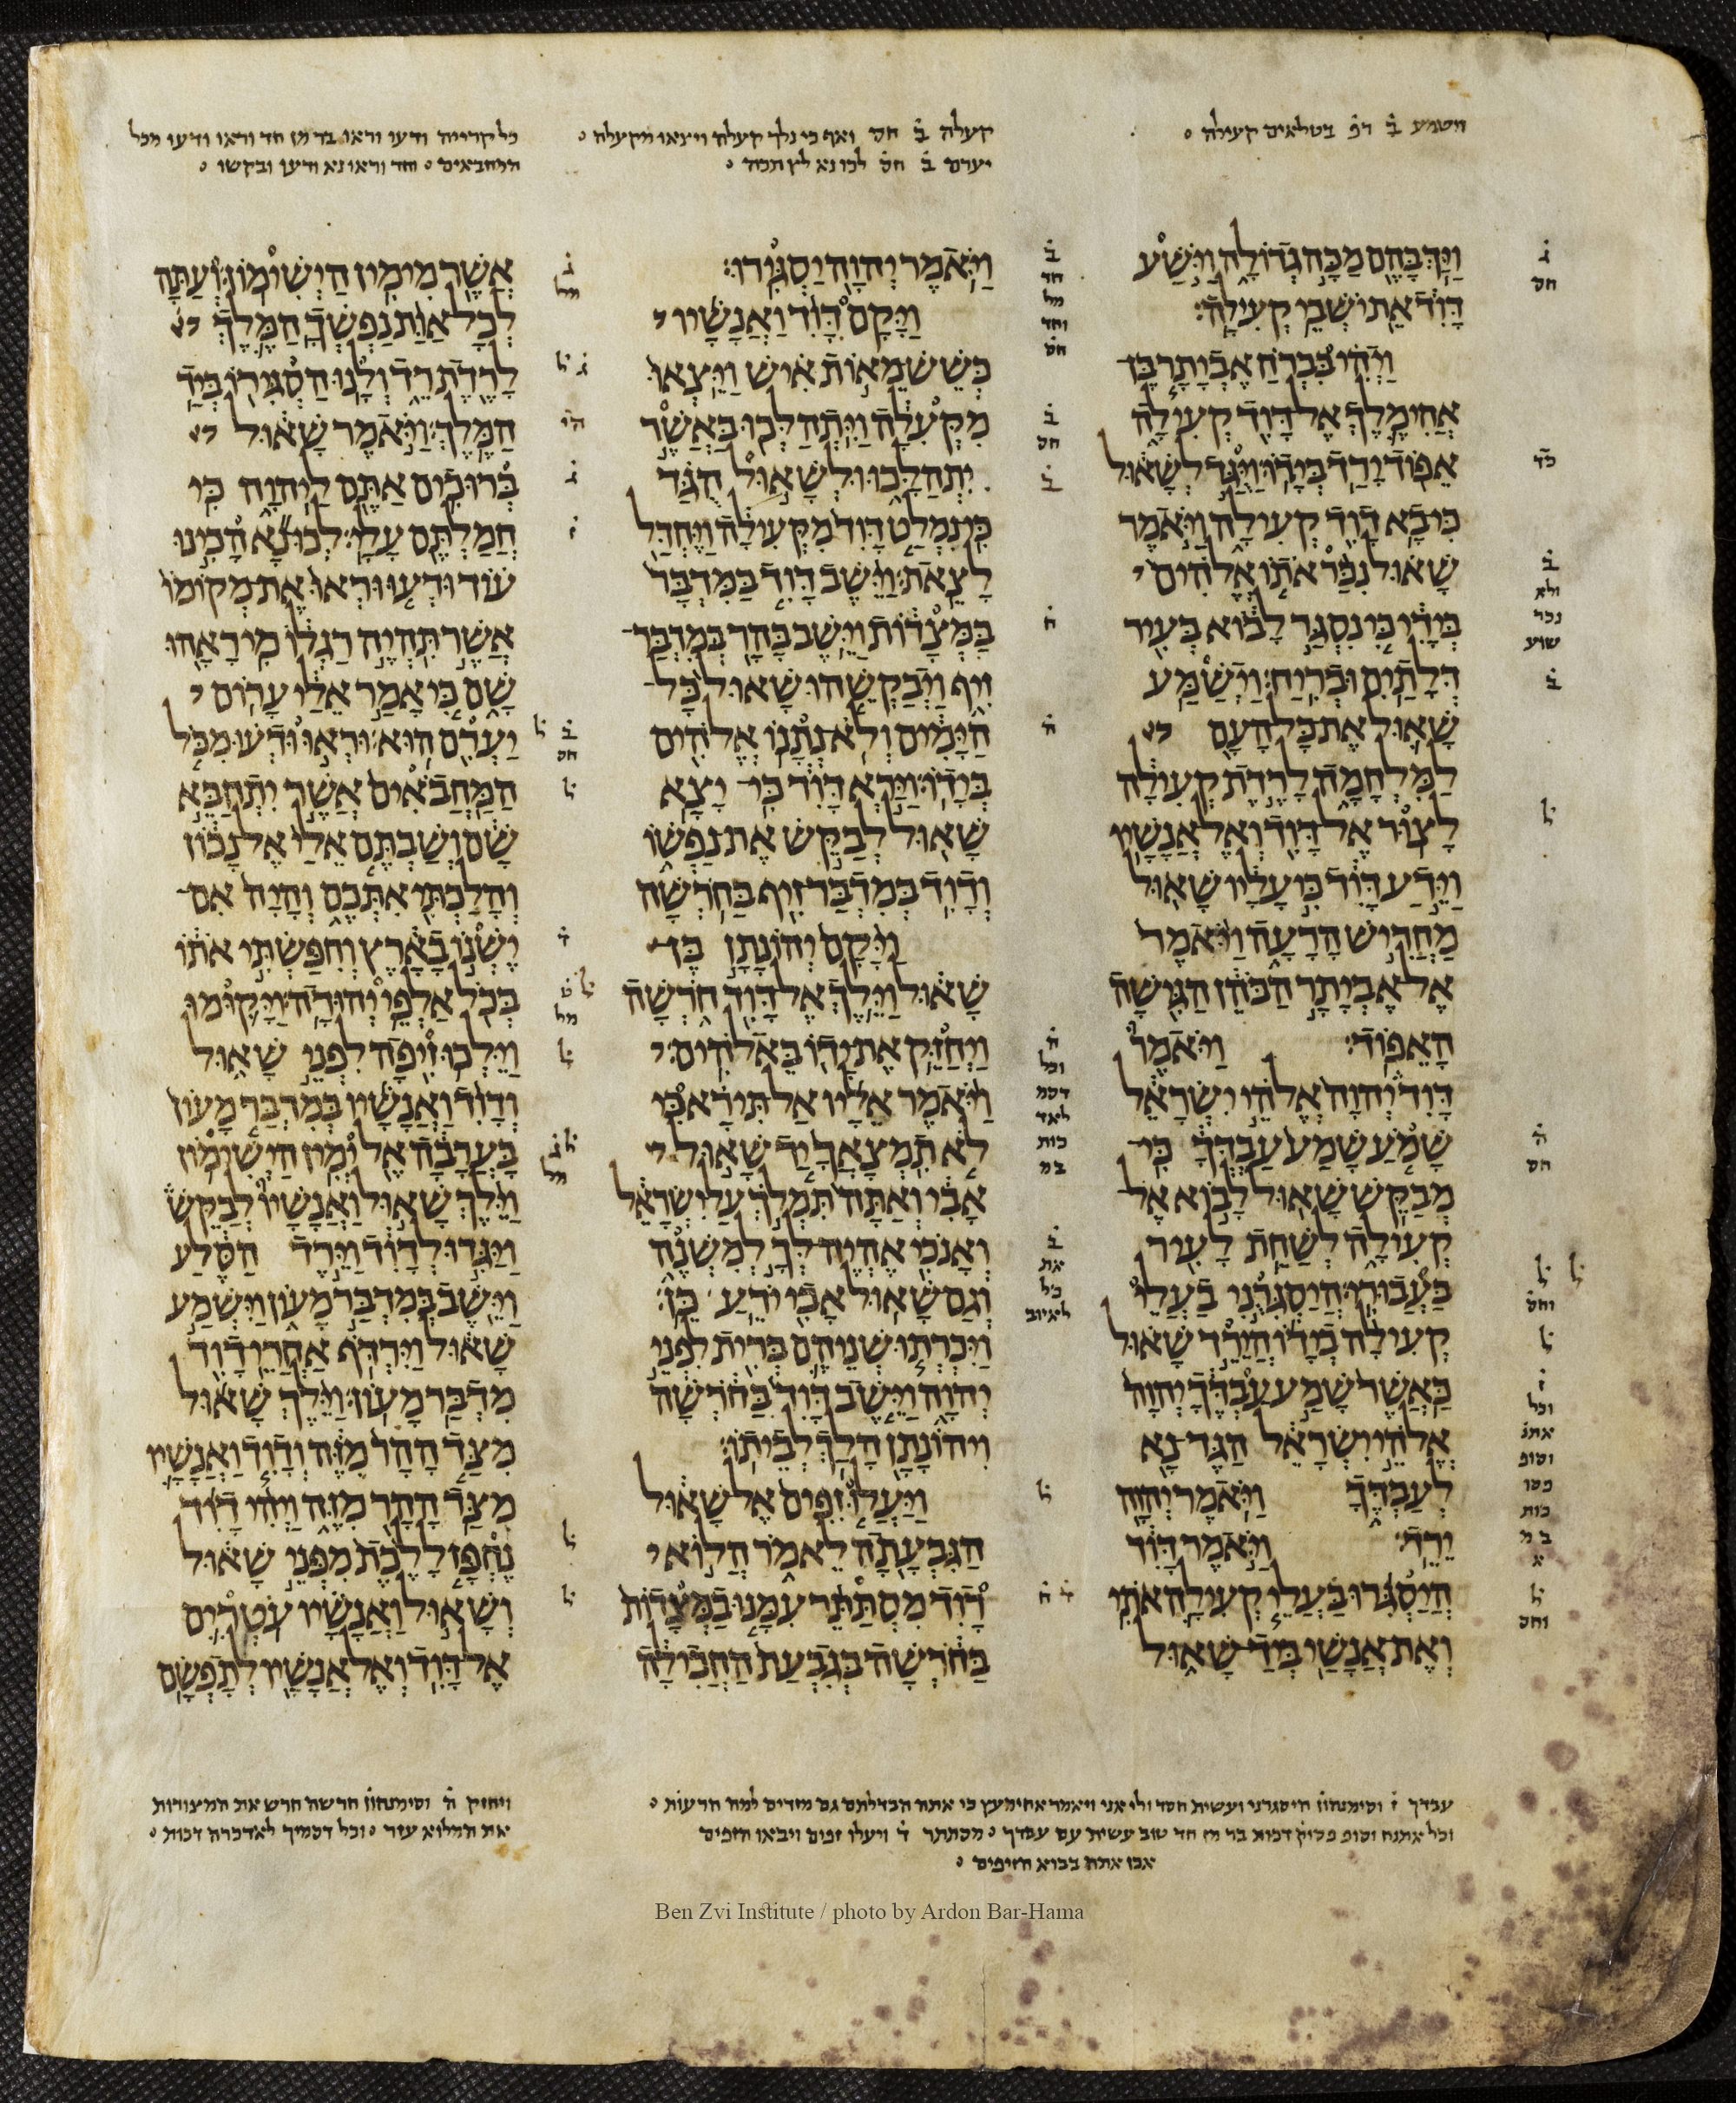 וישמע ב̇ רפ̇ בטלאים קעילה
קעלה ב̇ חס ואף כי נלך קעלה ויצאו מקעלה
יערם ב̇ חס לכו נא לין תכה
כל קרייה ודעו וראו בר מן חד וראו ודעו מכל
המחבאים וחד וראו נא ודעו ובקשו
ויך בהם מכה גדולה וישע
דוד את ישבי קעילה׃
ויהי בברח אביתר בן
אחימלך אל דוד קעילה
אפוד ירד בידו׃ ויגד לשאול
כי בא דוד קעילה ויאמר
שאול נכר אתו אלהים
בידי כי נסגר לבוא בעיר
דלתים ובריח׃ וישמע
שאול את כל העם
למלחמה לרדת קעילה
לצור אל דוד ואל אנשיו׃
וידע דוד כי עליו שאול
מחריש הרעה ויאמר
אל אביתר הכהן הגישה
האפוד׃ ויאמר
דוד יהוה אלהי ישראל
שמע שמע עבדך כי
מבקש שאול לבוא אל
קעילה לשחת לעיר
בעבורי׃ היסגרני בעלי
קעילה בידו הירד שאול
כאשר שמע עבדך יהוה
אלהי ישראל הגד נא
לעבדך ויאמר יהוה
ירד׃ ויאמר דוד
היסגרו בעלי קעילה אתי
ואת אנשי ביד שאול
ויאמר יהוה יסגירו׃
ויקם דוד ואנשיו
כשש מאות איש ויצאו
מקעלה ויתהלכו באשר
יתהלכו ולשאול הגד
כי נמלט דוד מקעילה ויחדל
לצאת׃ וישב דוד במדבר
במצדות וישב בהר במדבר
זיף ויבקשהו שאול כל
הימים ולא נתנו אלהים
בידו׃ וירא דוד כי יצא
שאול לבקש את נפשו
ודוד במדבר זיף בחרשה׃
ויקם יהונתן בן
שאול וילך אל דוד חרשה
ויחזק את ידו באלהים׃
ויאמר אליו אל תירא כי
לא תמצאך יד שאול
אבי ואתה תמלך על ישראל
ואנכי אהיה לך למשנה
וגם שאול אבי ידע כן׃
ויכרתו שניהם ברית לפני
יהוה וישב דוד בחרשה
ויהונתן הלך לביתו׃
ויעלו זפים אל שאול
הגבעתה לאמר הלוא
דוד מסתתר עמנו במצדות
בחרשה בגבעת החכילה
אשר מימין הישימון׃ ועתה
לכל אות נפשך המלך
לרדת רד ולנו הסגירו ביד
המלך׃ ויאמר שאול
ברוכים אתם ליהוה כי
חמלתם עלי׃ לכו נא הכינו
עוד ודעו וראו את מקומו
אשר תהיה רגלו מי ראהו
שם כי אמר אלי ערום
יערם הוא׃ וראו ודעו מכל
המחבאים אשר יתחבא
שם ושבתם אלי אל נכון
והלכתי אתכם והיה אם
ישנו בארץ וחפשתי אתו
בכל אלפי יהודה׃ ויקומו
וילכו זיפה לפני שאול
ודוד ואנשיו במדבר מעון
בערבה אל ימין הישימון׃
וילך שאול ואנשיו לבקש
ויגדו לדוד וירד הסלע
וישב במדבר מעון וישמע
שאול וירדף אחרי דוד
מדבר מעון׃ וילך שאול
מצד ההר מזה ודוד ואנשיו
מצד ההר מזה ויהי דוד
נחפז ללכת מפני שאול
ושאול ואנשיו עטרים
אל דוד ואל אנשיו לתפשם׃
עבדך ז̇ וסימנהון היסגרני ועשית חסד ולי אני ויאמר אחימעץ כי אתה הבדלתם גם מזדים למה חדעות
וכל אתנח וסוף פסוק̇ דכות בר מן חד טוב עשית עם עבדך מסתתר ד̇ ויעלו זפים ויבאו הזפים
אבו אתה בבוא הזיפים
ויחזק ה̇ וסימנהון חרשה חרש את המצודות
את המלוא עזר וכל דסמיך לאדכרה דכות
Ben Zvi Institute / photo by Ardon Bar-Hama